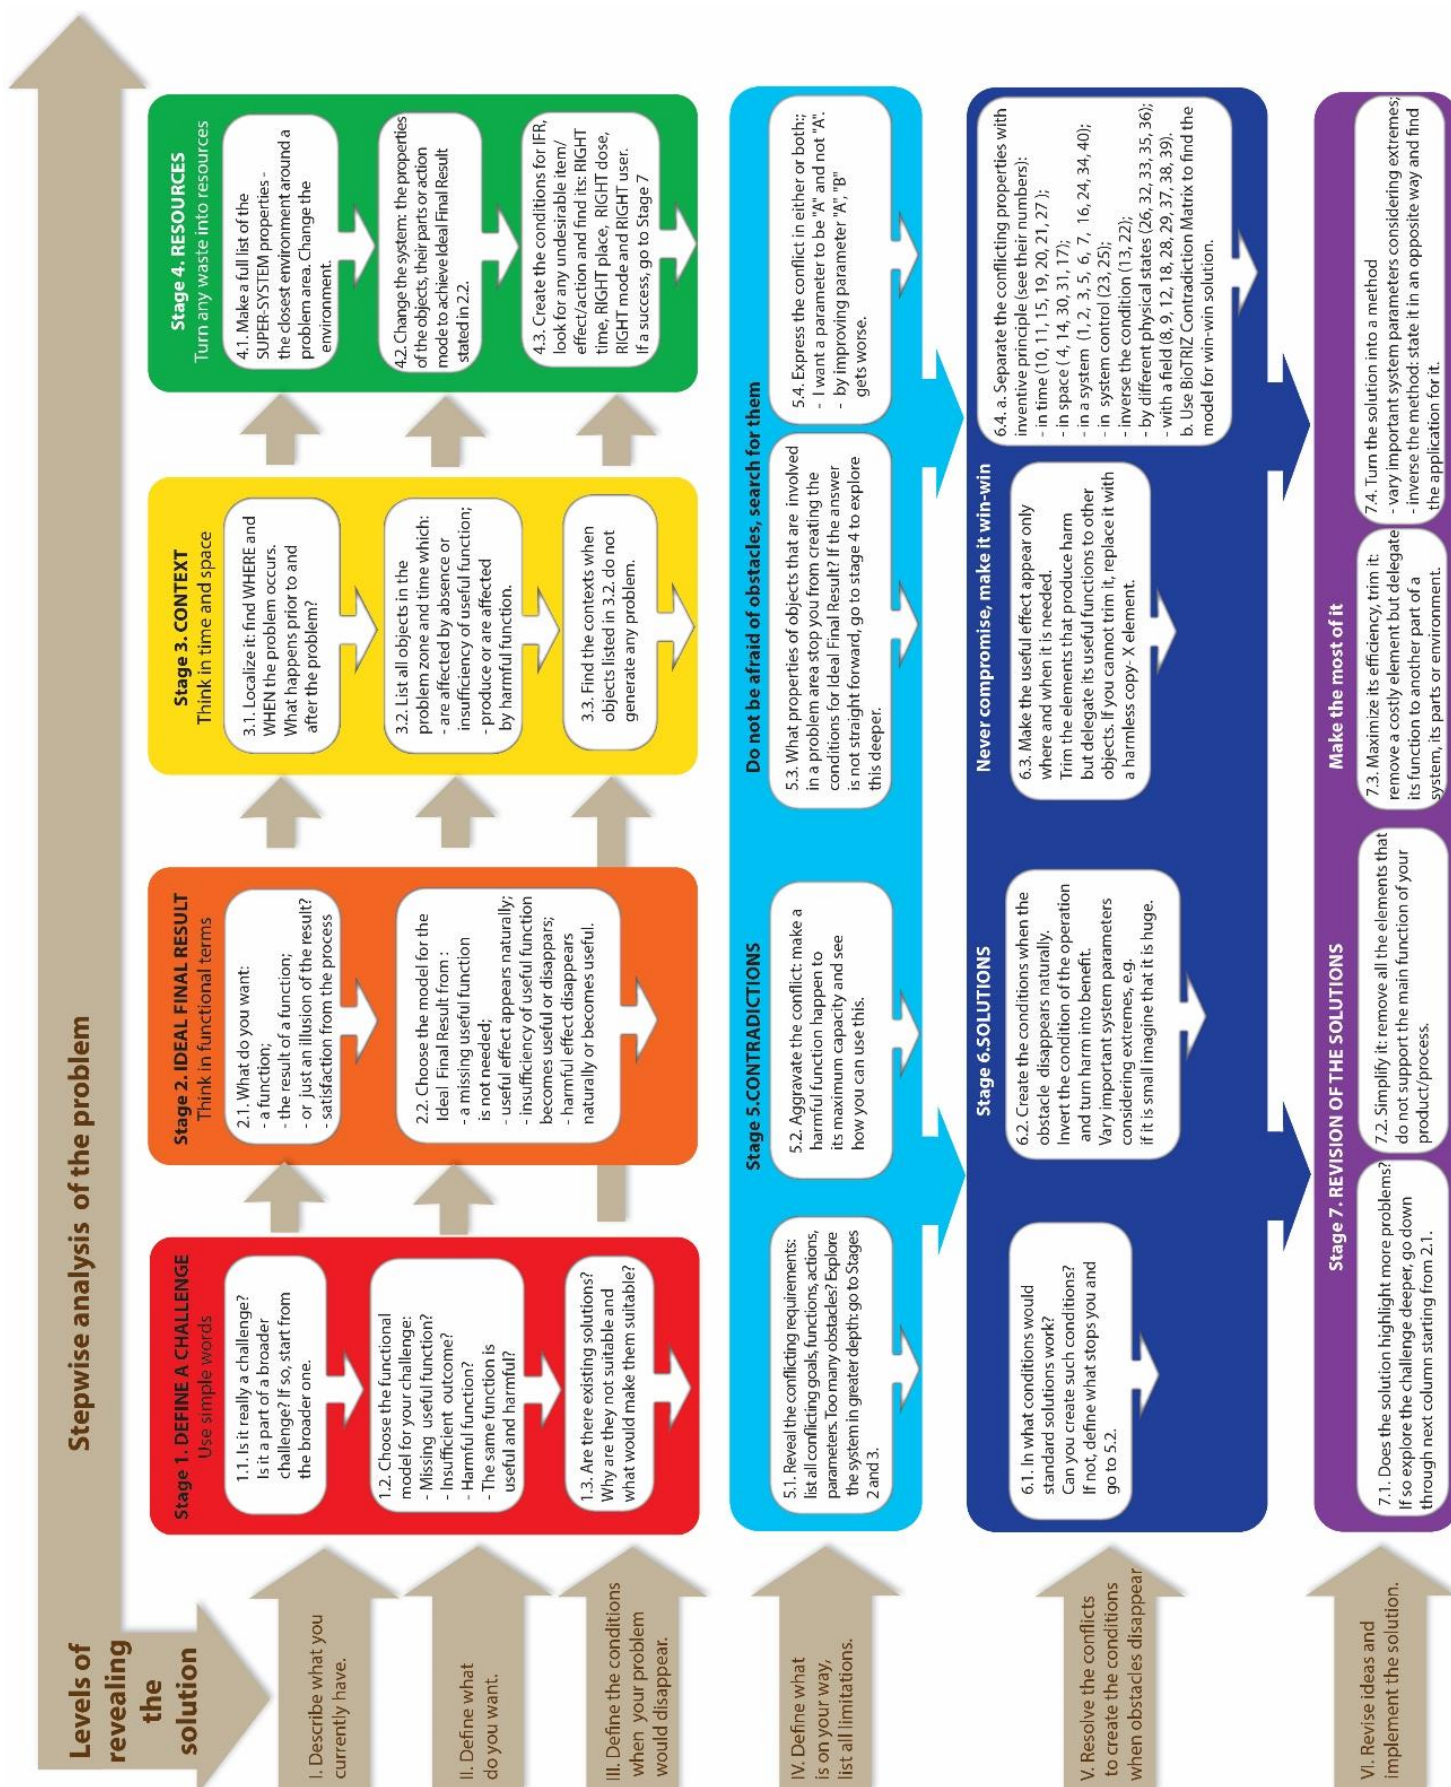 Stepwise analysis of the problem
Levels of
revealing
the
solution
I. Describe what you
currently have.
II. Define what
do you want.
III. Define the conditions
when your problem
would disappear.
IV. Define what
is on your way,
list all limitations.
V. Resolve the conflicts
to create the conditions
when obstacles disappear
VI. Revise ideas and
implement the solution.
Stage 1. DEFINE A CHALLENGE
Use simple words
1.1. Is it really a challenge?
Is it a part of a broader
challenge? If so, start from
the broader one.
1.2. Choose the functional
model for your challenge:
- Missing useful function?
- Insufficient outcome?
- Harmful function?
- The same function is
useful and harmful?
1.3. Are there existing solutions?
Why are they not suitable and
what would make them suitable?
Stage 2. IDEAL FINAL RESULT
Think in functional terms
2.1. What do you want:
- a function;
- the result of a function;
- or just an illusion of the result?
- satisfaction from the process
2.2. Choose the model for the
Ideal Final Result from :
- a missing useful function
is not needed;
- useful effect appears naturally;
- insufficiency of useful function
becomes useful or disappars;
- harmful effect disappears
naturally or becomes useful.
Stage 3. CONTEXT
Think in time and space
3.1. Localize it: find WHERE and
WHEN the problem occurs.
What happens prior to and
after the problem?
3.2. List all objects in the
problem zone and time which:
- are affected by absence or
insufficiency of useful function;
- produce or are affected
by harmful function.
3.3. Find the contexts when
objects listed in 3.2. do not
generate any problem.
Stage 4. RESOURCES
Turn any waste into resources
4.1. Make a full list of the
SUPER-SYSTEM properties -
the closest environment around a
problem area. Change the
environment.
4.2. Change the system: the properties
of the objects, their parts or action
mode to achieve Ideal Final Result
stated in 2.2.
4.3. Create the conditions for IFR,
look for any undesirable item/
effect/action and find its: RIGHT
time, RIGHT place, RIGHT dose,
RIGHT mode and RIGHT user.
If a success, go to Stage 7
Stage 5.CONTRADICTIONS
Do not be afraid of obstacles, search for them
5.1. Reveal the conflicting requirements:
list all conflicting goals, functions, actions,
parameters. Too many obstacles? Explore
the system in greater depth: go to Stages
2 and 3.
5.2. Aggravate the conflict: make a
harmful function happen to
its maximum capacity and see
how you can use this.
5.3. What properties of objects that are involved
in a problem area stop you from creating the
conditions for Ideal Final Result? If the answer
is not straight forward, go to stage 4 to explore
this deeper.
5.4. Express the conflict in either or both:;
- I want a parameter to be "A" and not "A".
- by improving parameter "A", "B"
gets worse.
Stage 6.SOLUTIONS
Never compromise, make it win-win
6.1. In what conditions would
standard solutions work?
Can you create such conditions?
If not, define what stops you and
go to 5.2.
6.2. Create the conditions when the
obstacle disappears naturally.
Invert the condition of the operation
and turn harm into benefit.
Vary important system parameters
considering extremes, e.g.
if it is small imagine that it is huge.
6.3. Make the useful effect appear only
where and when it is needed.
Trim the elements that produce harm
but delegate its useful functions to other
objects. If you cannot trim it, replace it with
a harmless copy- X element.
6.4. a. Separate the conflicting properties with
inventive principle (see their numbers):
- in time (10, 11, 15, 19, 20, 21, 27 );
- in space ( 4, 14, 30, 31, 17);
- in a system (1, 2, 3, 5, 6, 7, 16, 24, 34, 40);
- in system control (23, 25);
- inverse the condition (13, 22);
- by different physical states (26, 32, 33, 35, 36);
- with a field (8, 9, 12, 18, 28, 29, 37, 38, 39).
b. Use BioTRIZ Contradiction Matrix to find the
model for win-win solution.
Stage 7. REVISION OF THE SOLUTIONS
Make the most of it
7.1. Does the solution highlight more problems?
If so explore the challenge deeper, go down
through next column starting from 2.1.
7.2. Simplify it: remove all the elements that
do not support the main function of your
product/process.
7.3. Maximize its efficiency, trim it:
remove a costly element but delegate
its function to another part of a
system, its parts or environment.
7.4. Turn the solution into a method
- vary important system parameters considering extremes;
- inverse the method: state it in an opposite way and find
the application for it.